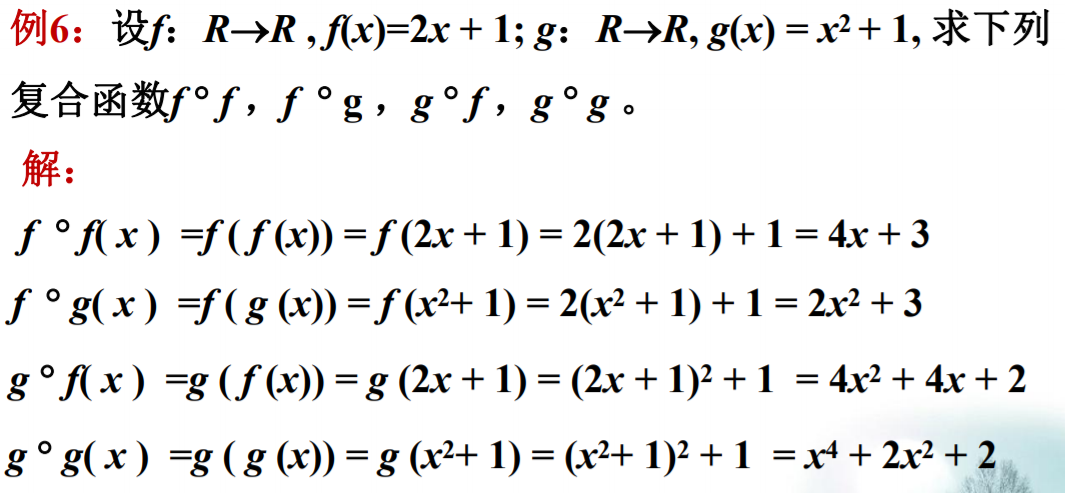 例6：设f：R→R , f(x)=2x + 1; g：R→R, g(x) = x² + 1, 求下列
复合函数f°f，f °g，g°f，g°g。
解：
f °f( x ) =f ( f (x)) = f (2x + 1) = 2(2x + 1) + 1 = 4x + 3
f °g( x ) =f ( g (x)) = f (x²+ 1) = 2(x² + 1) + 1 = 2x² + 3
g°f( x ) =g ( f (x)) = g (2x + 1) = (2x + 1)² + 1 = 4x² + 4x + 2
g°g( x ) =g ( g (x)) = g (x²+ 1) = (x²+ 1)² + 1 = x⁴ + 2x² + 2